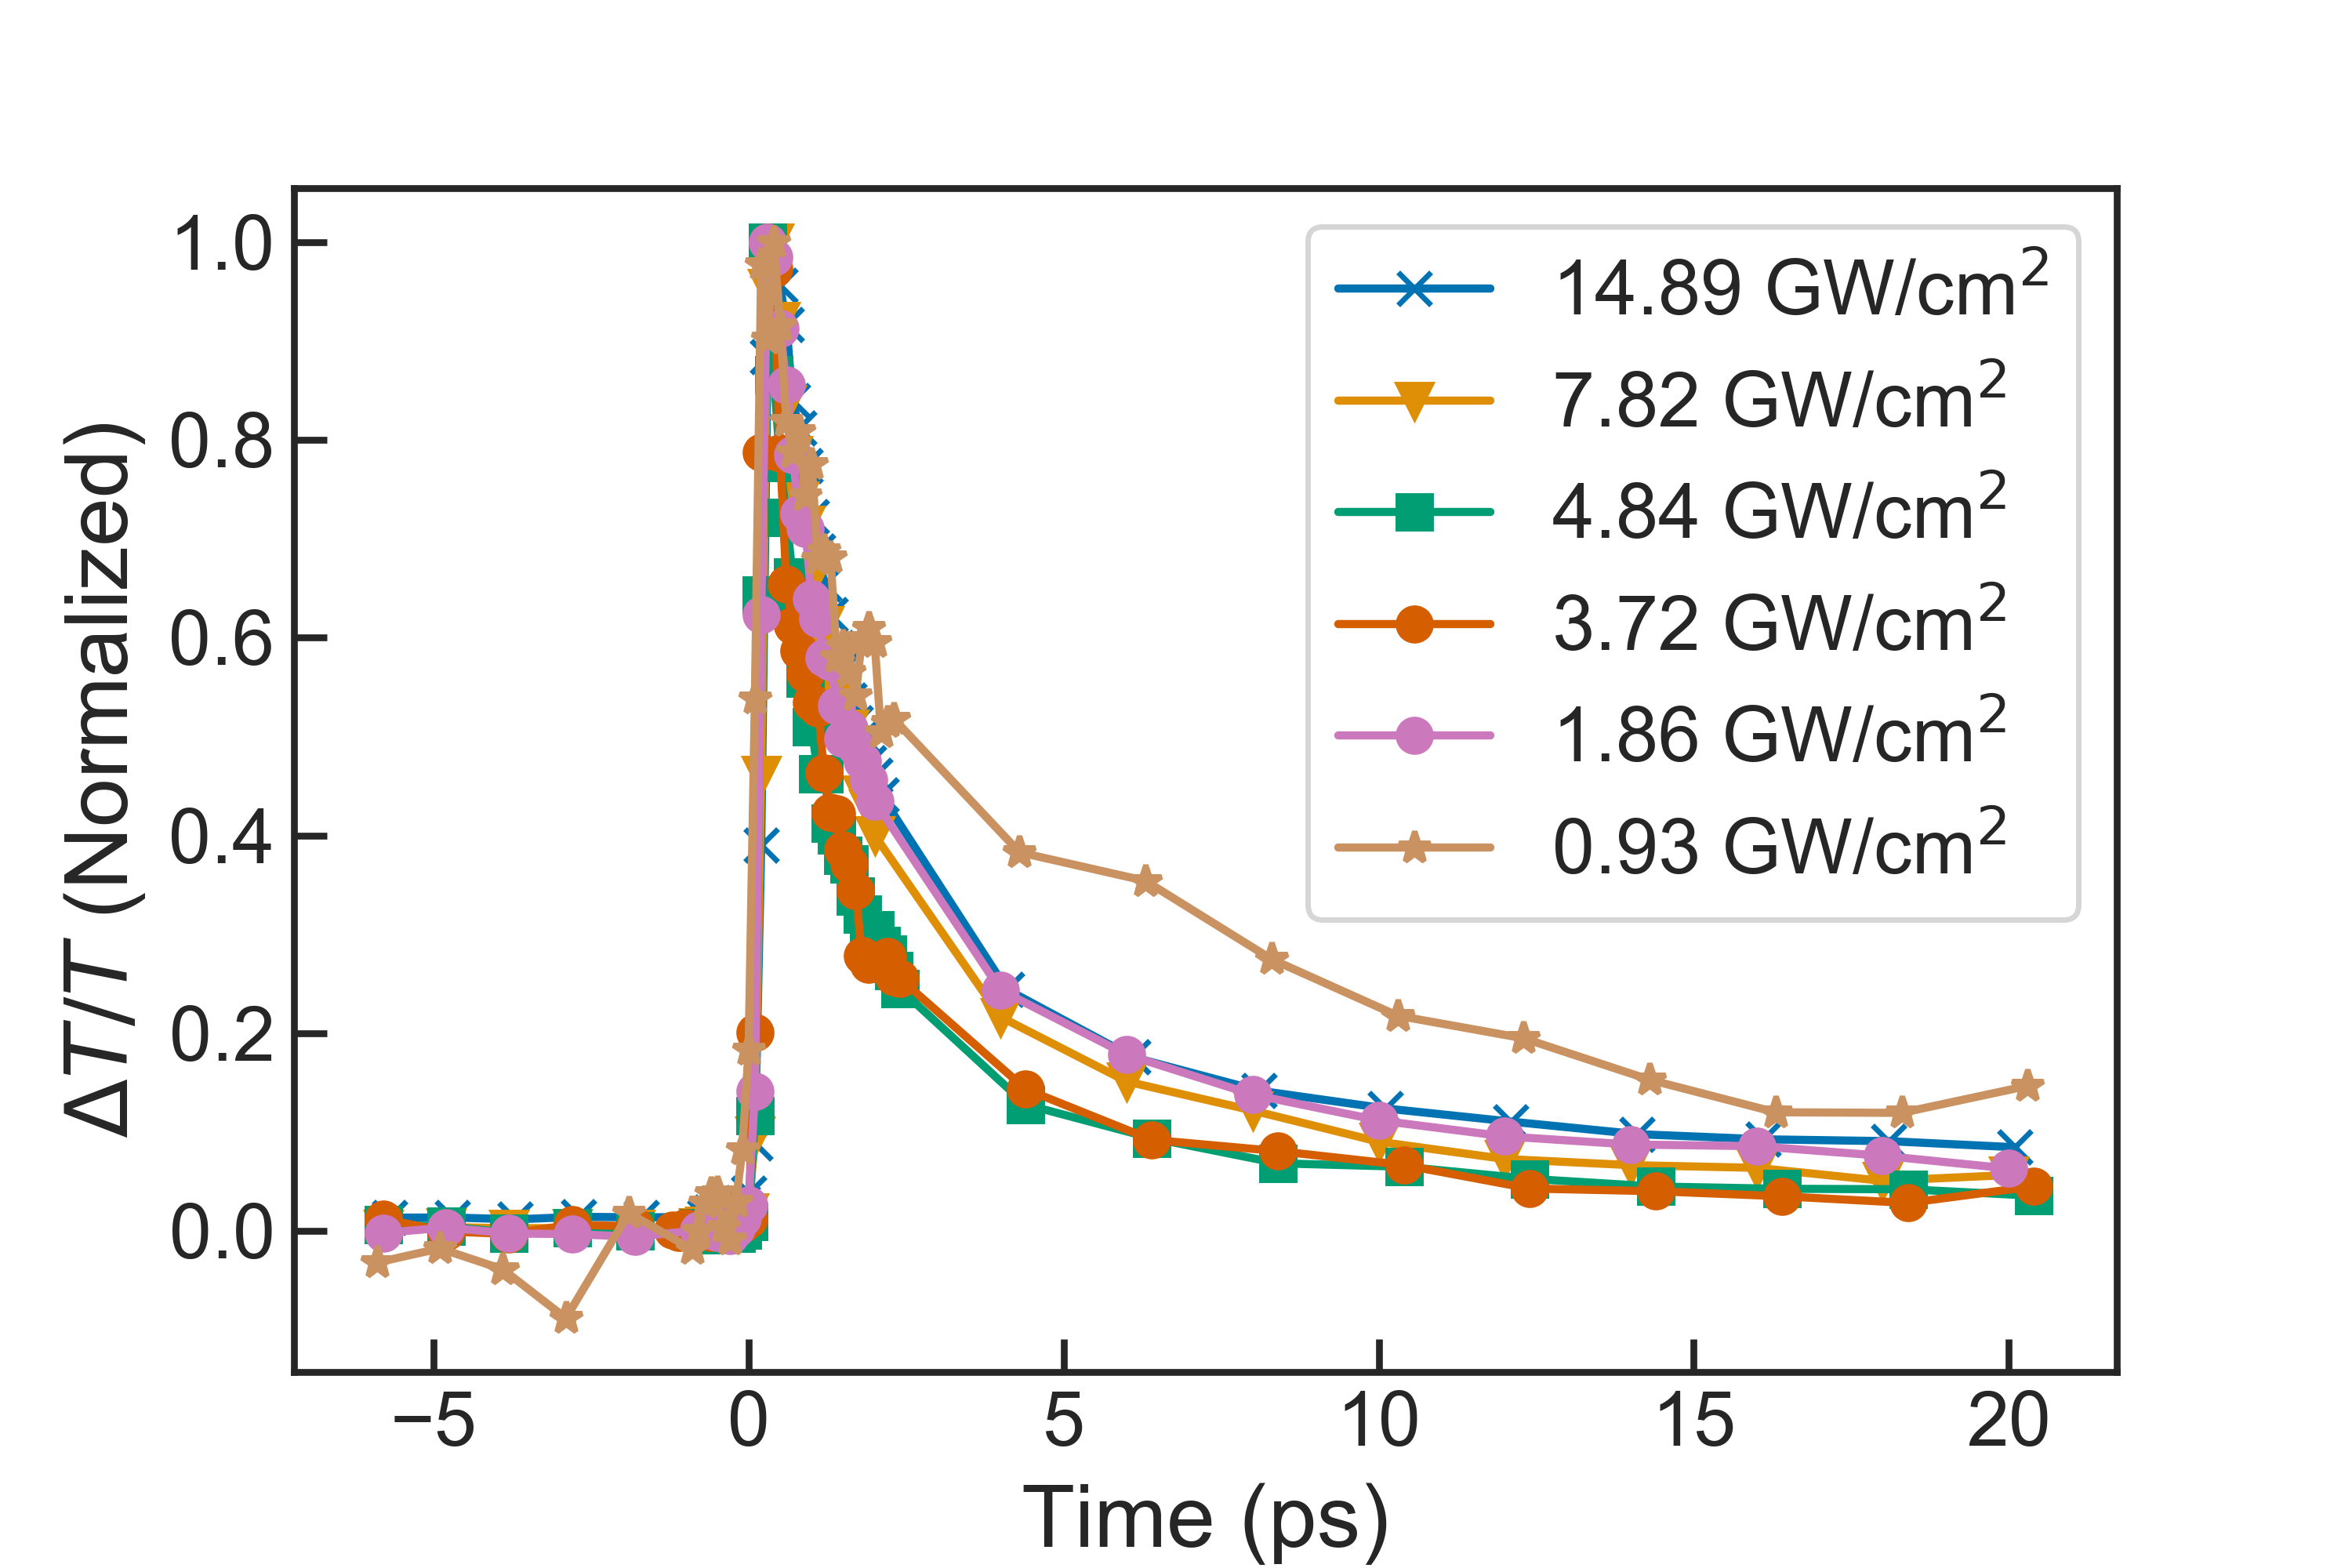 ΔT/T (Normalized)
1.0
0.8
0.6
0.4
0.2
0.0
−5
0
5
10
15
20
Time (ps)
14.89 GW/cm²
7.82 GW/cm²
4.84 GW/cm²
3.72 GW/cm²
1.86 GW/cm²
0.93 GW/cm²